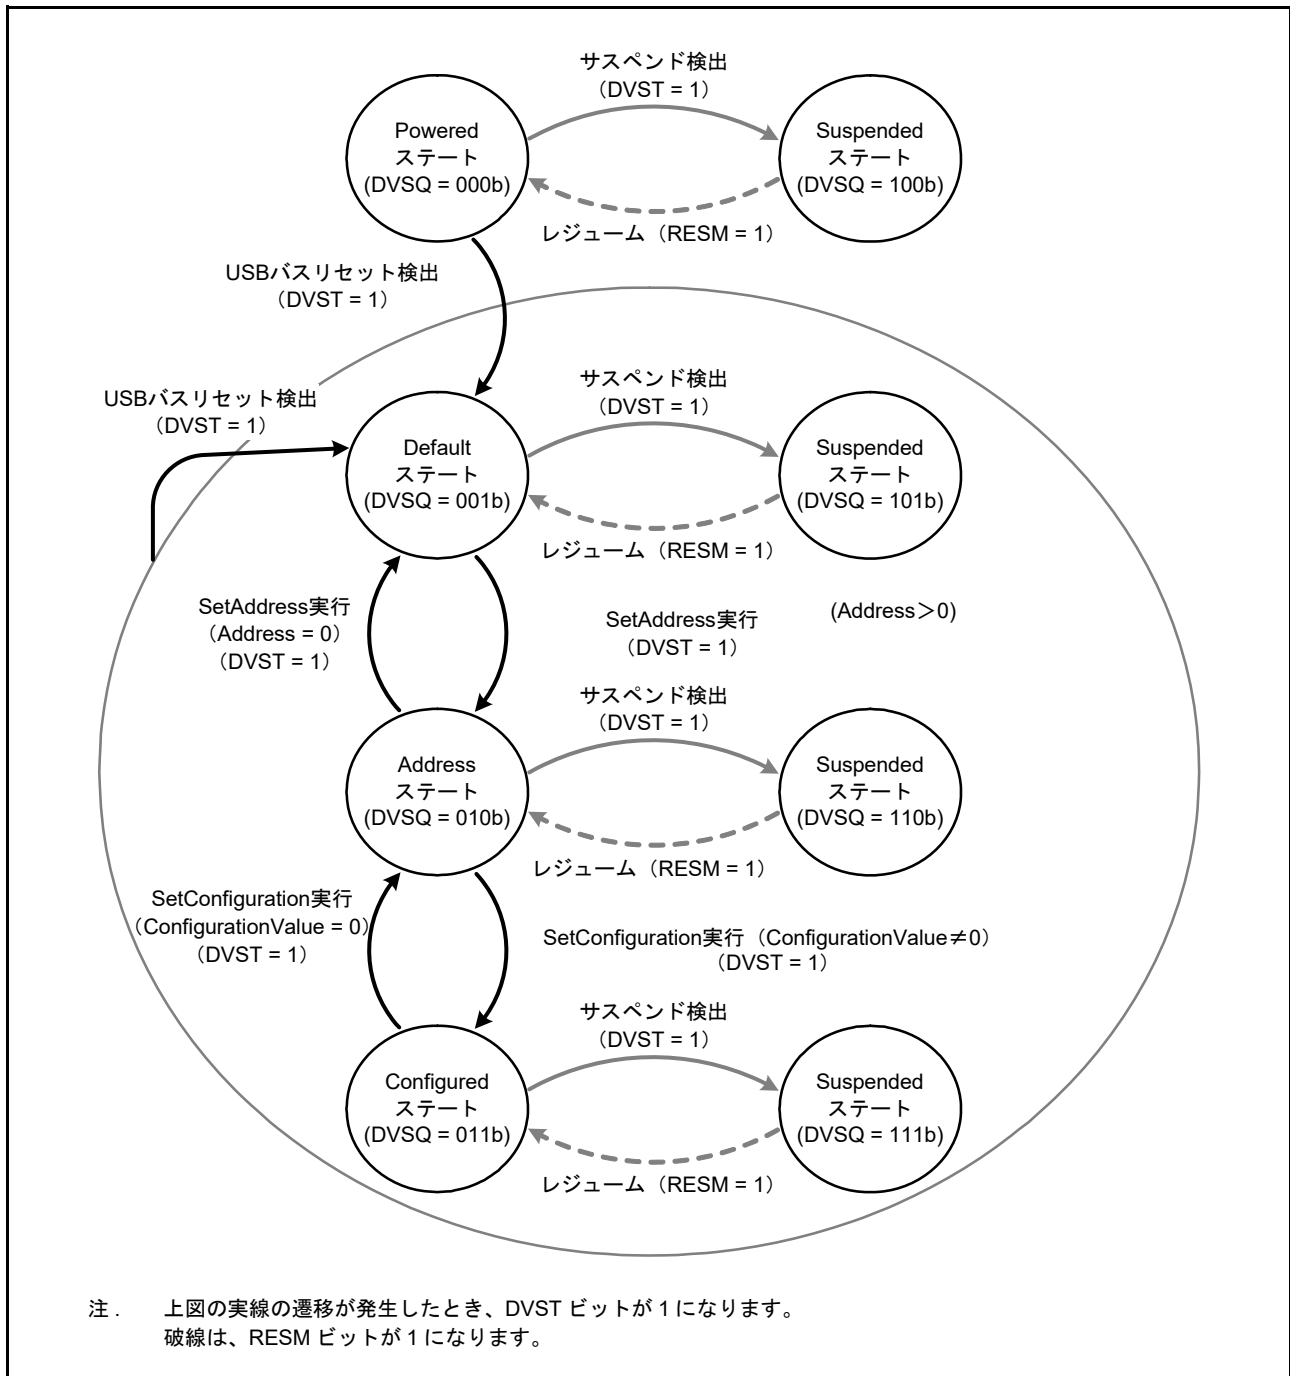 サスペンド検出
（DVST = 1）
Powered
ステート
(DVSQ = 000b)
Suspended
ステート
(DVSQ = 100b)
レジューム（RESM = 1）
USBバスリセット検出
（DVST = 1）
USBバスリセット検出
（DVST = 1）
サスペンド検出
（DVST = 1）
Default
ステート
(DVSQ = 001b)
Suspended
ステート
(DVSQ = 101b)
レジューム（RESM = 1）
SetAddress実行
（Address = 0）
（DVST = 1）
SetAddress実行
（DVST = 1）
(Address＞0)
サスペンド検出
（DVST = 1）
Address
ステート
(DVSQ = 010b)
Suspended
ステート
(DVSQ = 110b)
レジューム（RESM = 1）
SetConfiguration実行
（ConfigurationValue = 0）
（DVST = 1）
SetConfiguration実行（ConfigurationValue≠0）
（DVST = 1）
サスペンド検出
（DVST = 1）
Configured
ステート
(DVSQ = 011b)
Suspended
ステート
(DVSQ = 111b)
レジューム（RESM = 1）
注 . 上図の実線の遷移が発生したとき、DVST ビットが 1 になります。
破線は、RESM ビットが 1 になります。